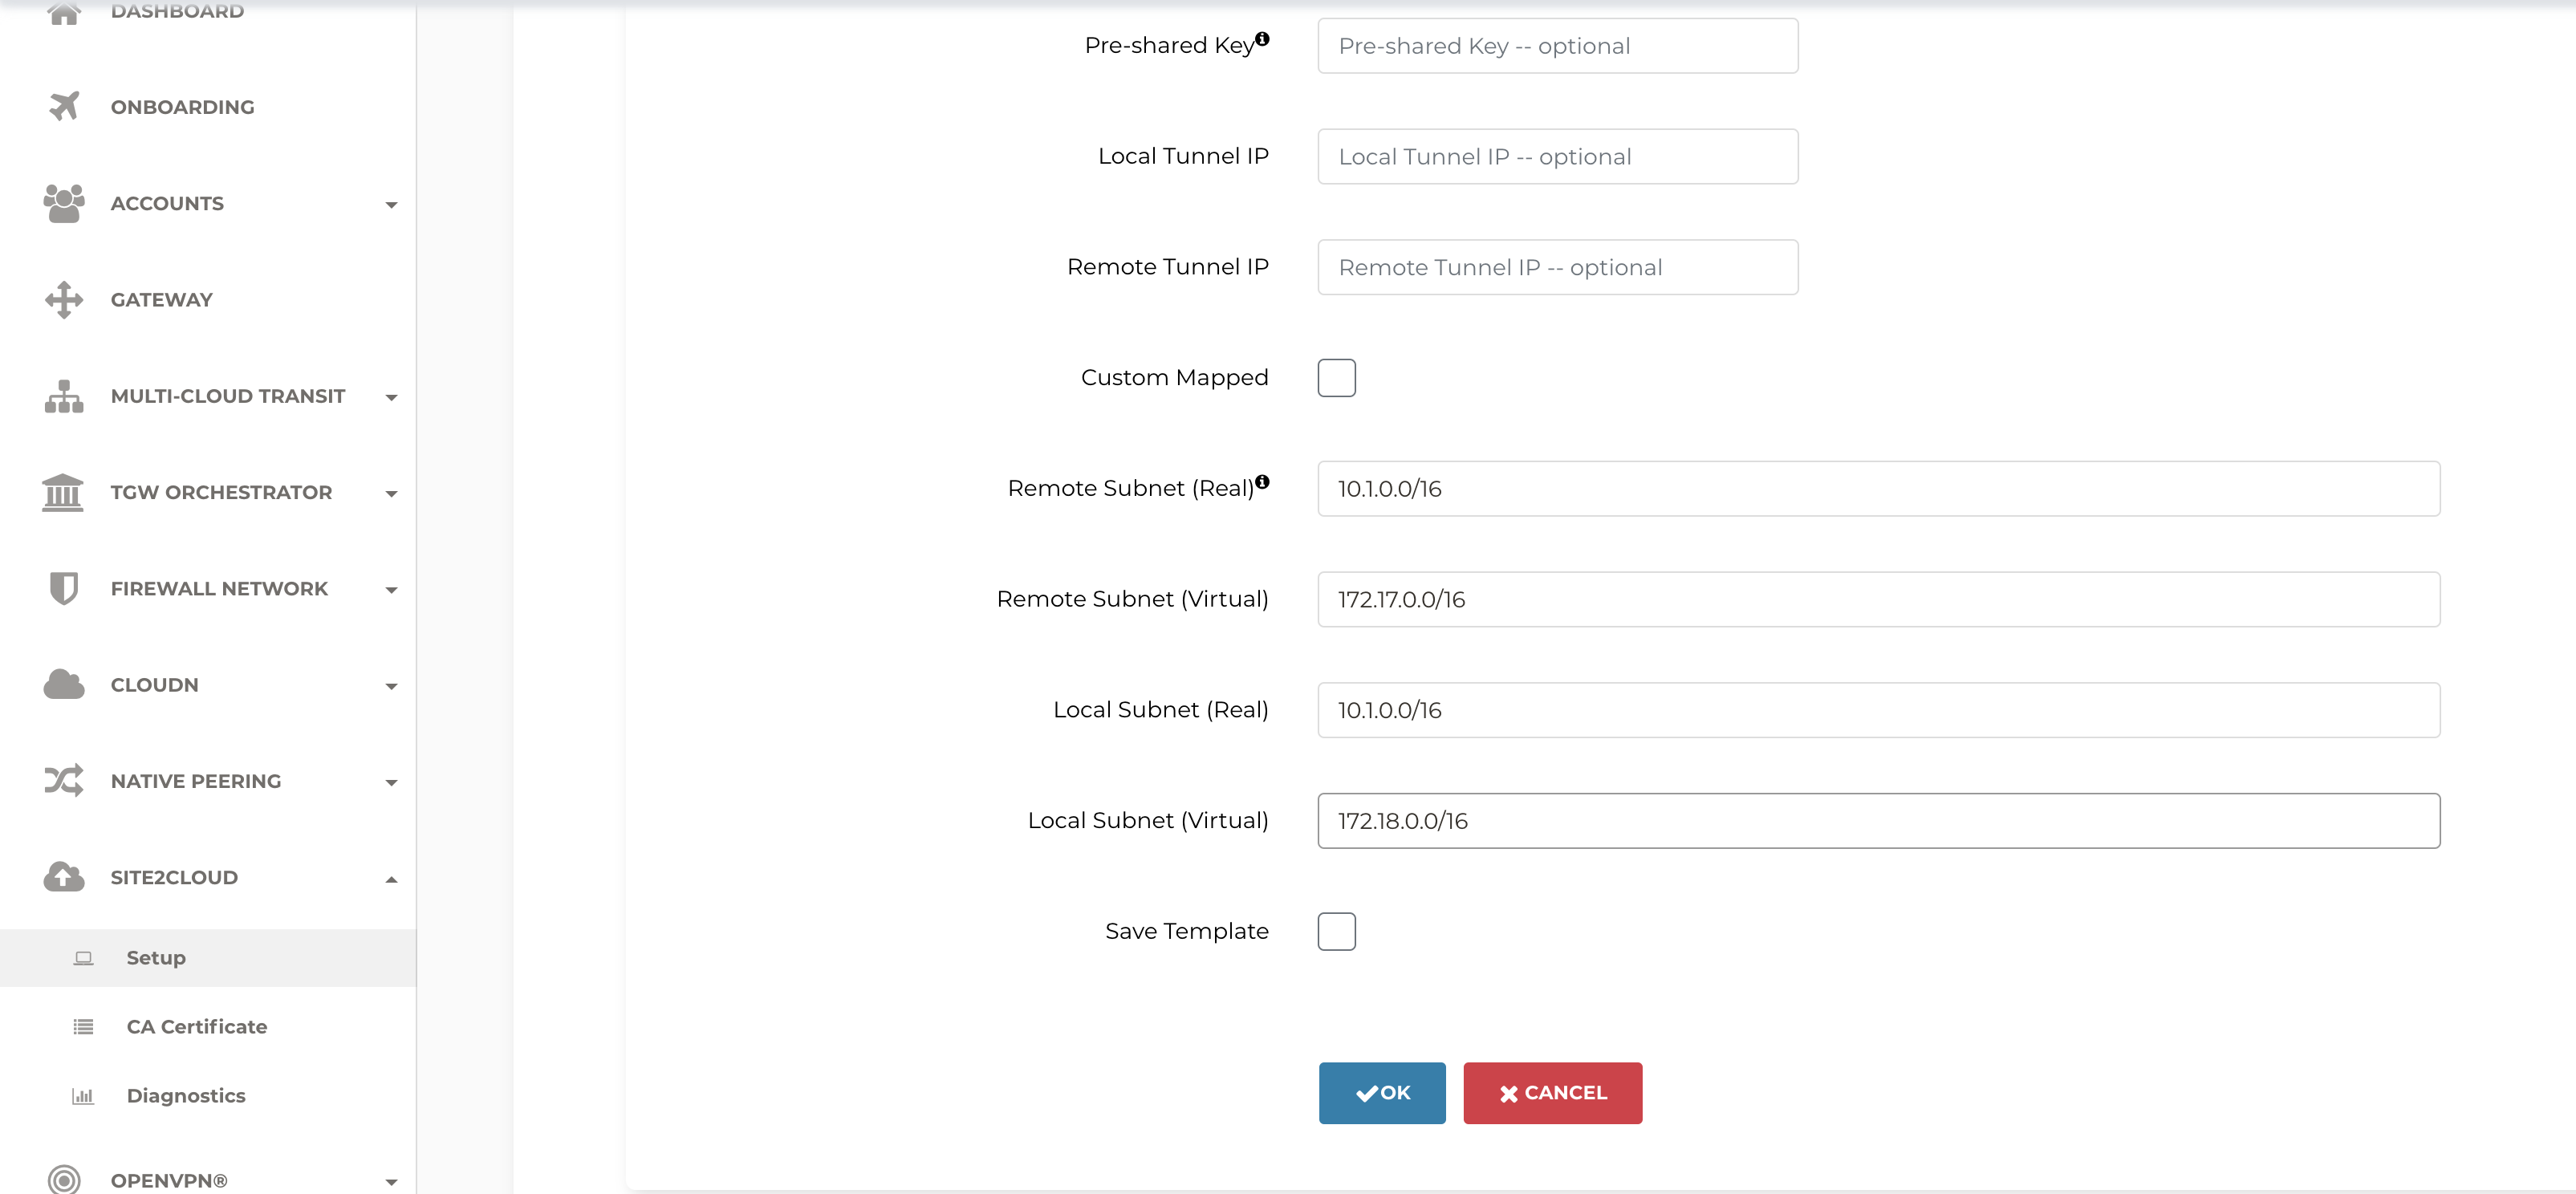 DASHBOARD
ONBOARDING
ACCOUNTS
GATEWAY
MULTI-CLOUD TRANSIT
TGW ORCHESTRATOR
FIREWALL NETWORK
CLOUDN
NATIVE PEERING
SITE2CLOUD
Setup
CA Certificate
Diagnostics
OPENVPN®
Pre-shared Key
Pre-shared Key -- optional
Local Tunnel IP
Local Tunnel IP -- optional
Remote Tunnel IP
Remote Tunnel IP -- optional
Custom Mapped
Remote Subnet (Real)
10.1.0.0/16
Remote Subnet (Virtual)
172.17.0.0/16
Local Subnet (Real)
10.1.0.0/16
Local Subnet (Virtual)
172.18.0.0/16
Save Template
OK
CANCEL